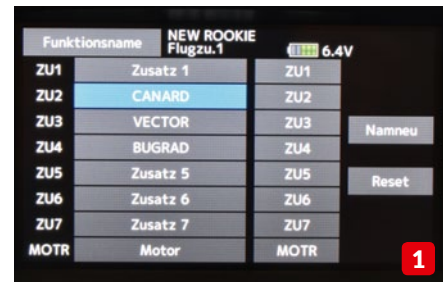 Funktionsname NEW ROOKIE
Flugzu.1 6.4V
ZU1 Zusatz 1 ZU1
ZU2 CANARD ZU2
ZU3 VECTOR ZU3 Namneu
ZU4 BUGRAD ZU4
ZU5 Zusatz 5 ZU5 Reset
ZU6 Zusatz 6 ZU6
ZU7 Zusatz 7 ZU7
MOTR Motor MOTR
1